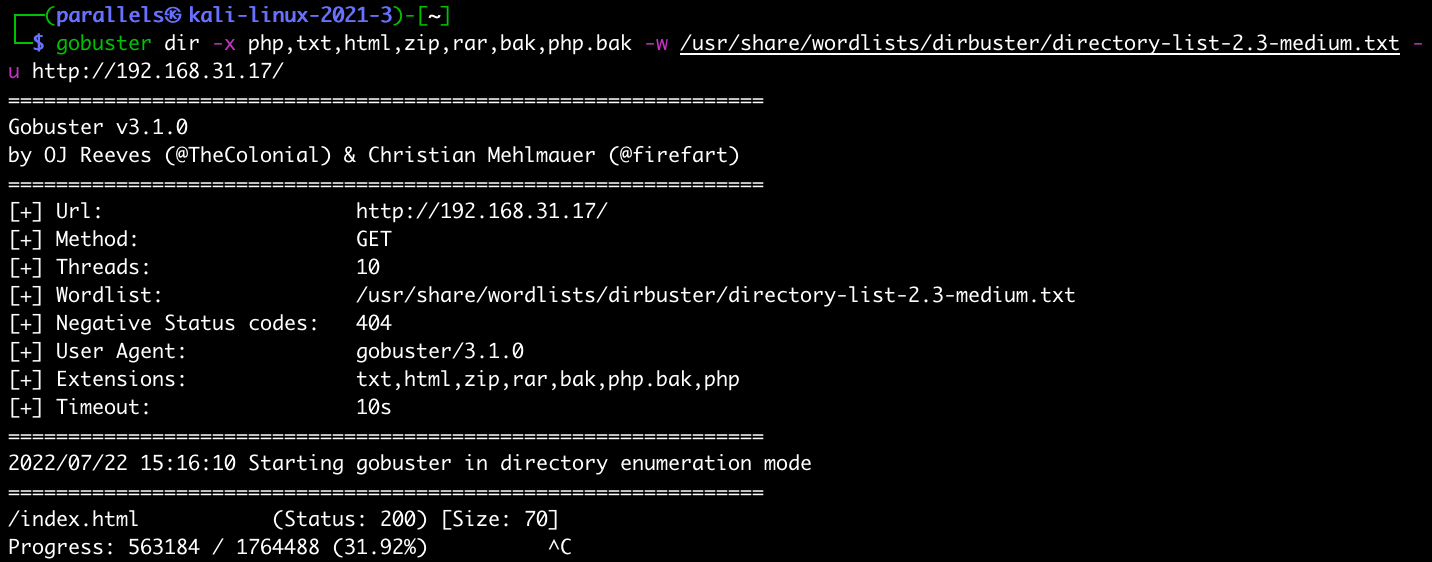 ┌──(parallels㉿kali-linux-2021-3)-[~]
└─$ gobuster dir -x php,txt,html,zip,rar,bak,php.bak -w /usr/share/wordlists/dirbuster/directory-list-2.3-medium.txt -
u http://192.168.31.17/
===============================================================
Gobuster v3.1.0
by OJ Reeves (@TheColonial) & Christian Mehlmauer (@firefart)
===============================================================
[+] Url:                     http://192.168.31.17/
[+] Method:                  GET
[+] Threads:                 10
[+] Wordlist:                /usr/share/wordlists/dirbuster/directory-list-2.3-medium.txt
[+] Negative Status codes:   404
[+] User Agent:              gobuster/3.1.0
[+] Extensions:              txt,html,zip,rar,bak,php.bak,php
[+] Timeout:                 10s
===============================================================
2022/07/22 15:16:10 Starting gobuster in directory enumeration mode
===============================================================
/index.html           (Status: 200) [Size: 70]
Progress: 563184 / 1764488 (31.92%)          ^C